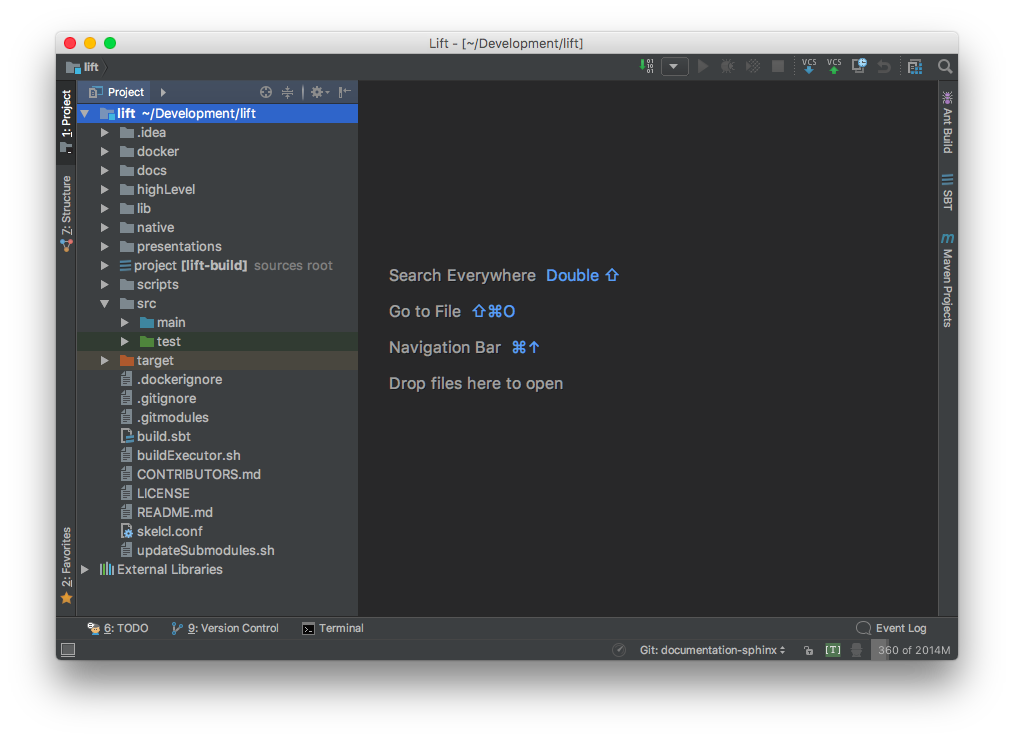 Lift - [~/Development/lift]
lift
VCS VCS
1: Project
Z: Structure
2: Favorites
Project
lift ~/Development/lift
.idea
docker
docs
highLevel
lib
native
presentations
project [lift-build] sources root
scripts
src
main
test
target
.dockerignore
.gitignore
.gitmodules
build.sbt
buildExecutor.sh
CONTRIBUTORS.md
LICENSE
README.md
skelcl.conf
updateSubmodules.sh
External Libraries
Search Everywhere Double ⇧
Go to File ⇧⌘O
Navigation Bar ⌘↑
Drop files here to open
Ant Build
SBT
m Maven Projects
6: TODO 9: Version Control Terminal Event Log
Git: documentation-sphinx [T] 360 of 2014M